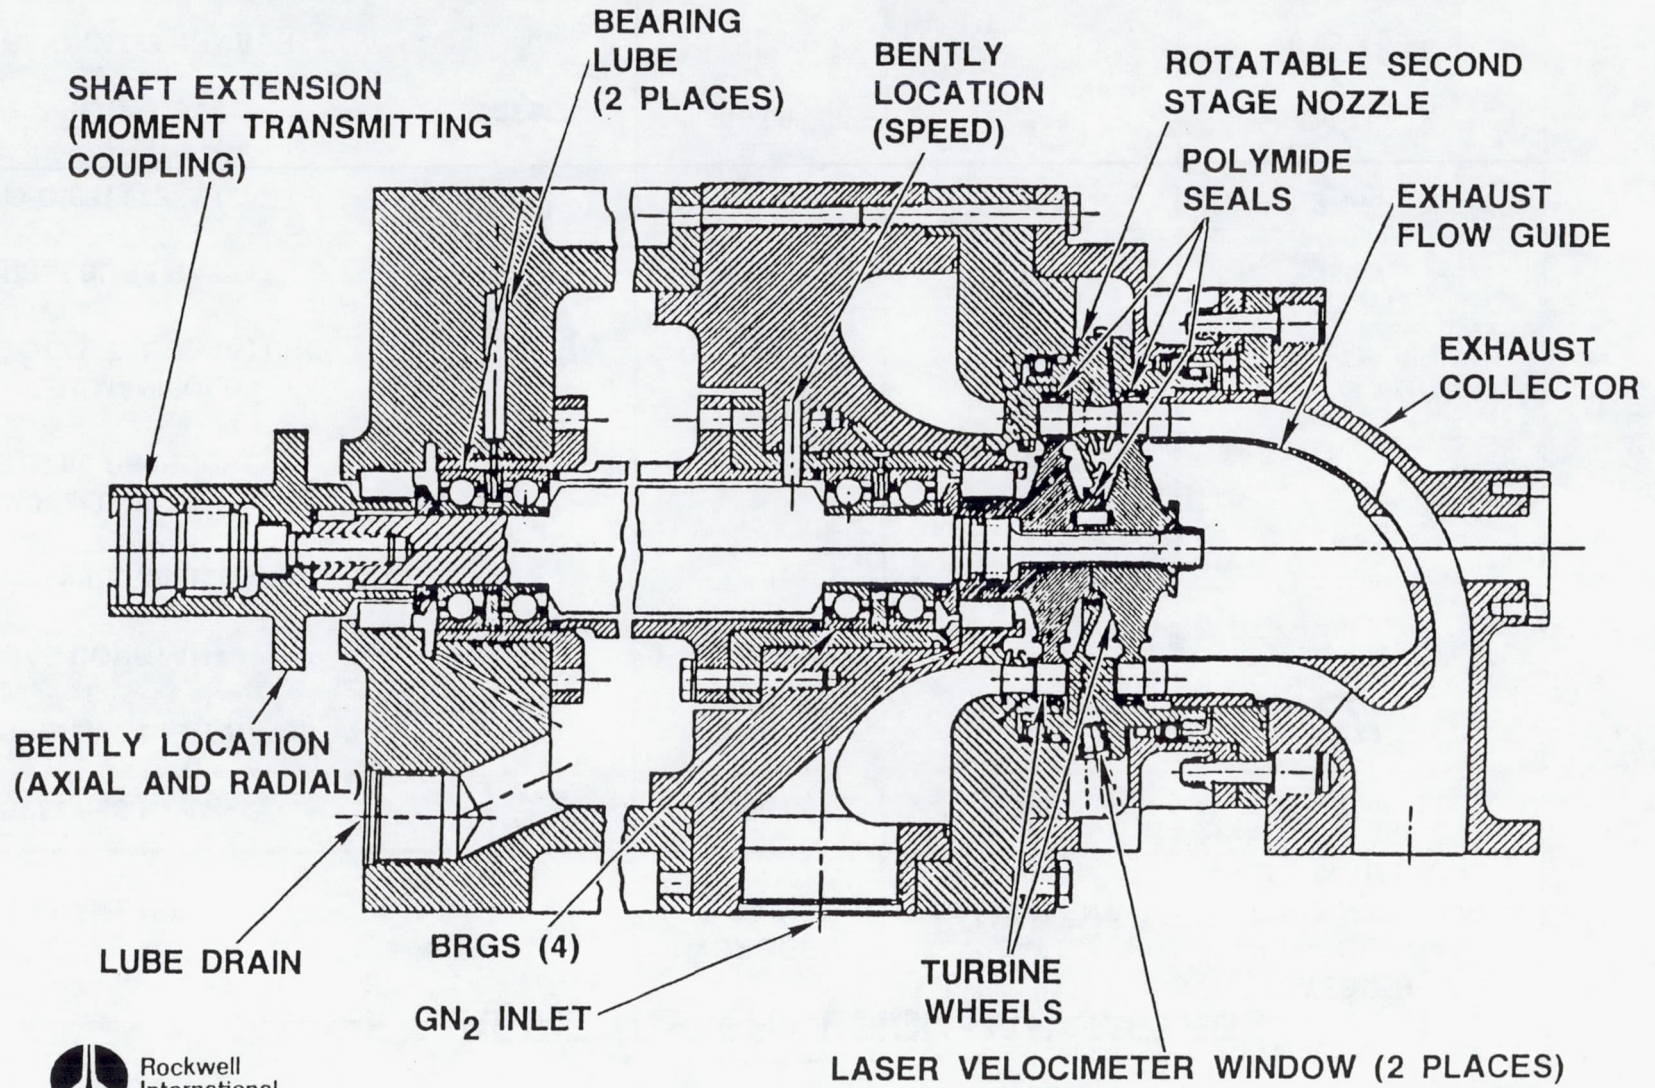 BEARING
LUBE
(2 PLACES)
BENTLY
LOCATION
(SPEED)
ROTATABLE SECOND
STAGE NOZZLE
SHAFT EXTENSION
(MOMENT TRANSMITTING
COUPLING)
POLYMIDE
SEALS
EXHAUST
FLOW GUIDE
EXHAUST
COLLECTOR
BENTLY LOCATION
(AXIAL AND RADIAL)
LUBE DRAIN
BRGS (4)
GN2 INLET
TURBINE
WHEELS
LASER VELOCIMETER WINDOW (2 PLACES)
Rockwell
International